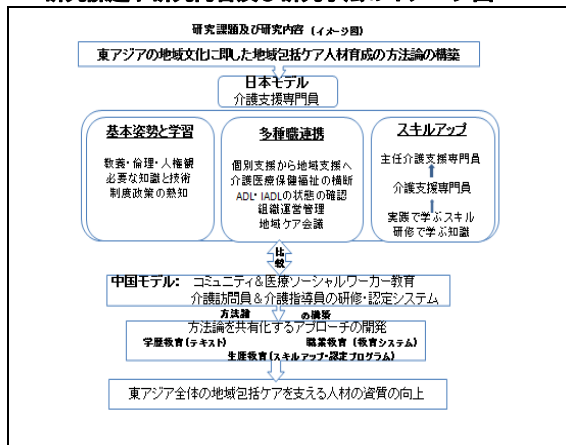 研究課題及び研究内容（イメージ図）
東アジアの地域文化に即した地域包括ケア人材育成の方法論の構築
日本モデル
介護支援専門員
基本姿勢と学習
教義・倫理・人権観
必要な知識と技術
制度政策の熟知
多種職連携
個別支援から地域支援へ
介護医療保健福祉の横断
ADL・IADLの状態の確認
組織運営管理
地域ケア会議
スキルアップ
主任介護支援専門員
介護支援専門員
実践で学ぶスキル
研修で学ぶ知識
比較
中国モデル： コミュニティ＆医療ソーシャルワーカー教育
介護訪問員＆介護指導員の研修・認定システム
方法論 の構築
方法論を共有化するアプローチの開発
学歴教育（テキスト） 職業教育（教育システム）
生涯教育（スキルアップ・認定プログラム）
東アジア全体の地域包括ケアを支える人材の資質の向上